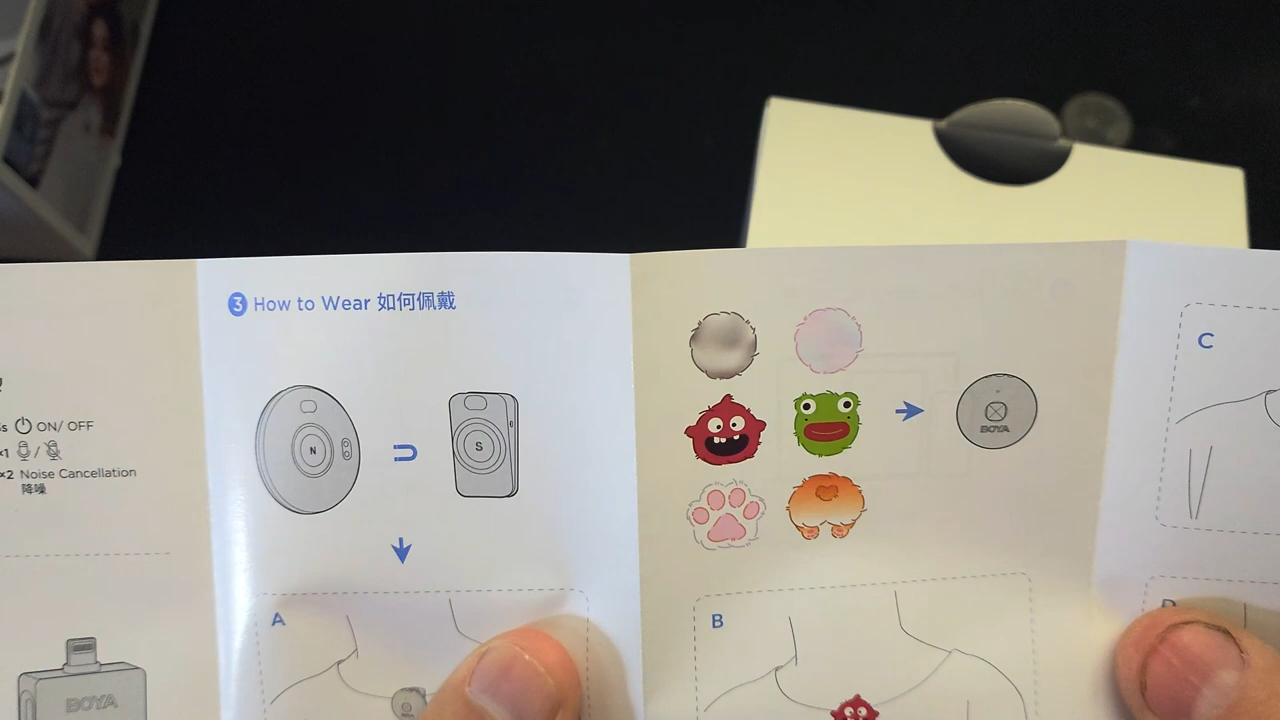 ON/ OFF
/
Noise Cancellation
降噪
BOYA
3 How to Wear 如何佩戴
N
S
A
BOYA
B
C
D